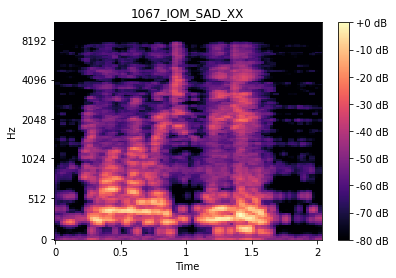 1067_IOM_SAD_XX
8192
4096
2048
1024
512
0
Hz
0
0.5
1
1.5
2
Time
+0 dB
-10 dB
-20 dB
-30 dB
-40 dB
-50 dB
-60 dB
-70 dB
-80 dB